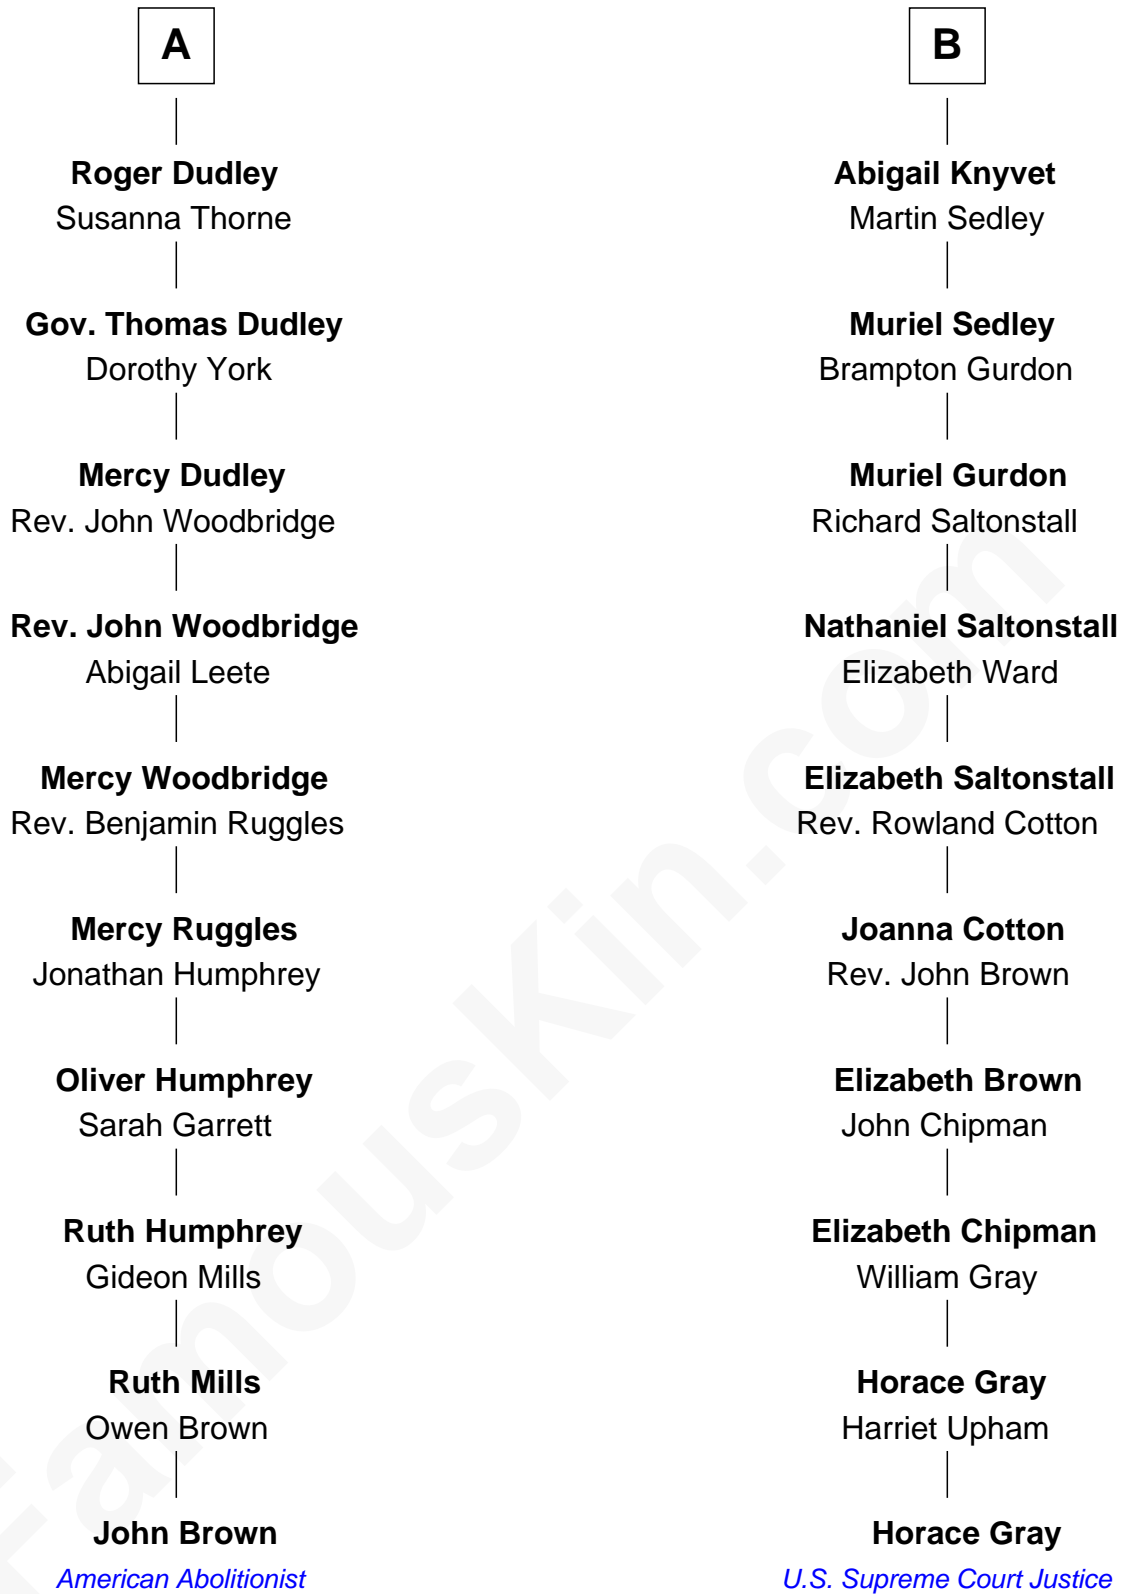 A
Roger Dudley
Susanna Thorne
Gov. Thomas Dudley
Dorothy York
Mercy Dudley
Rev. John Woodbridge
Rev. John Woodbridge
Abigail Leete
Mercy Woodbridge
Rev. Benjamin Ruggles
Mercy Ruggles
Jonathan Humphrey
Oliver Humphrey
Sarah Garrett
Ruth Humphrey
Gideon Mills
Ruth Mills
Owen Brown
John Brown
American Abolitionist
B
Abigail Knyvet
Martin Sedley
Muriel Sedley
Brampton Gurdon
Muriel Gurdon
Richard Saltonstall
Nathaniel Saltonstall
Elizabeth Ward
Elizabeth Saltonstall
Rev. Rowland Cotton
Joanna Cotton
Rev. John Brown
Elizabeth Brown
John Chipman
Elizabeth Chipman
William Gray
Horace Gray
Harriet Upham
Horace Gray
U.S. Supreme Court Justice
FamousKin.com